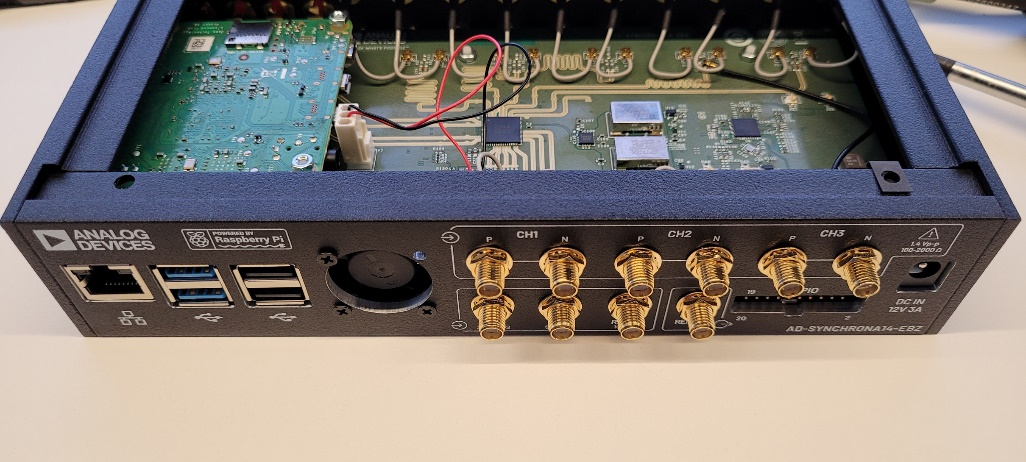 ANALOG
DEVICES
POWERED BY
Raspberry Pi
P
CH1
N
P
CH2
N
P
CH3
N
1.4 Vp-p
100-2000 Ω
19
20
2
DC IN
12V 3A
AD-SYNCHRONA14-EBZ